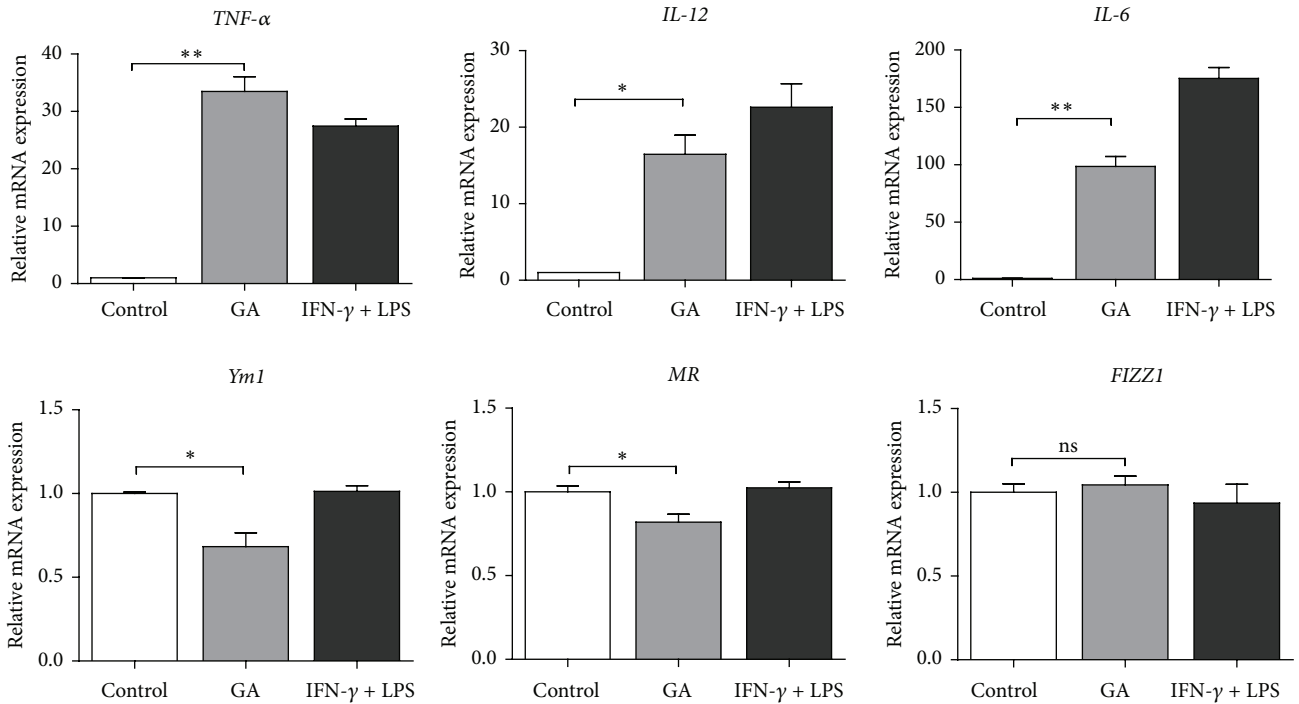 TNF-α
Relative mRNA expression
40
30
20
10
0
**
Control GA IFN-γ + LPS
IL-12
Relative mRNA expression
30
20
10
0
*
Control GA IFN-γ + LPS
IL-6
Relative mRNA expression
200
150
100
50
0
**
Control GA IFN-γ + LPS
Ym1
Relative mRNA expression
1.5
1.0
0.5
0.0
*
Control GA IFN-γ + LPS
MR
Relative mRNA expression
1.5
1.0
0.5
0.0
*
Control GA IFN-γ + LPS
FIZZ1
Relative mRNA expression
1.5
1.0
0.5
0.0
ns
Control GA IFN-γ + LPS